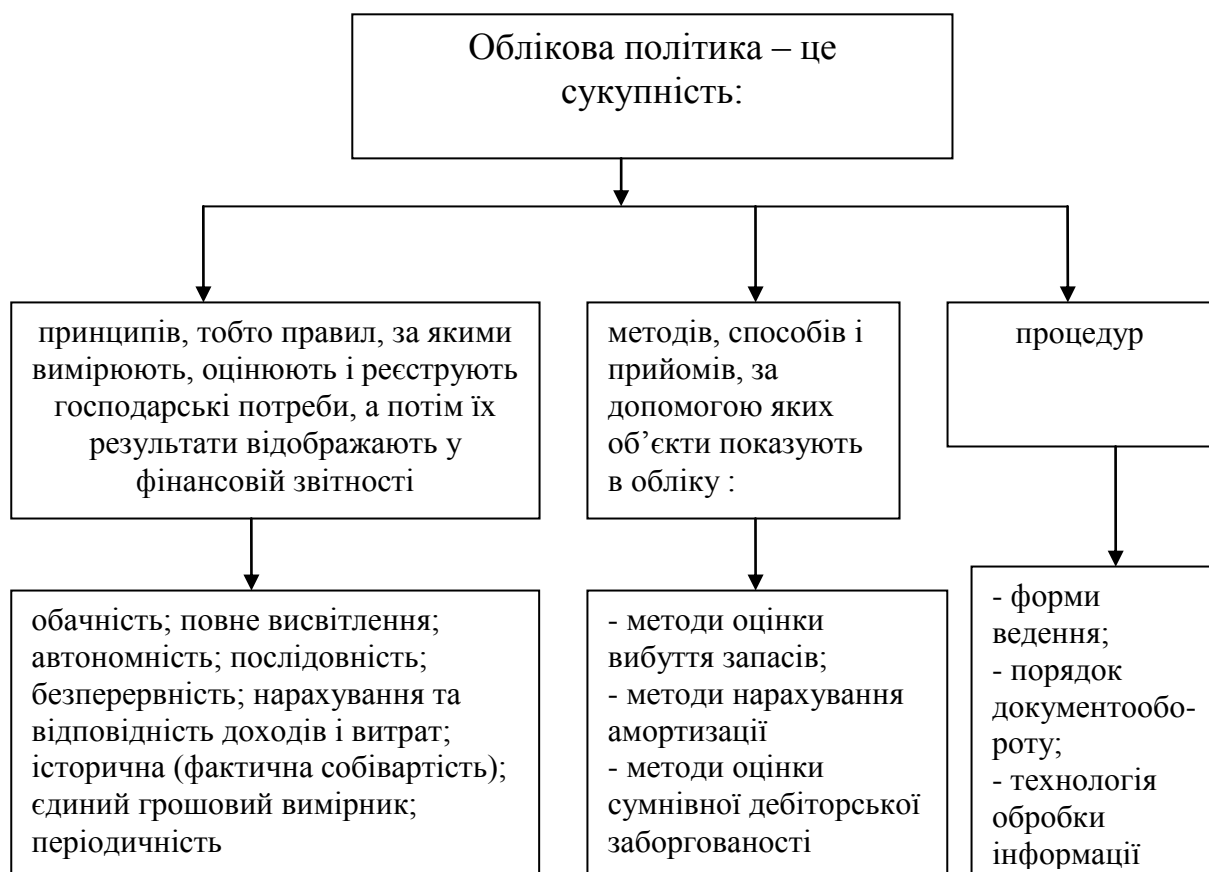 Облікова політика – це
сукупність:
принципів, тобто правил, за якими
вимірюють, оцінюють і реєструють
господарські потреби, а потім їх
результати відображають у
фінансовій звітності
методів, способів і
прийомів, за
допомогою яких
об’єкти показують
в обліку :
процедур
обачність; повне висвітлення;
автономність; послідовність;
безперервність; нарахування та
відповідність доходів і витрат;
історична (фактична собівартість);
єдиний грошовий вимірник;
періодичність
- методи оцінки
вибуття запасів;
- методи нарахування
амортизації
- методи оцінки
сумнівної дебіторської
заборгованості
- форми
ведення;
- порядок
документообо-
роту;
- технологія
обробки
інформації